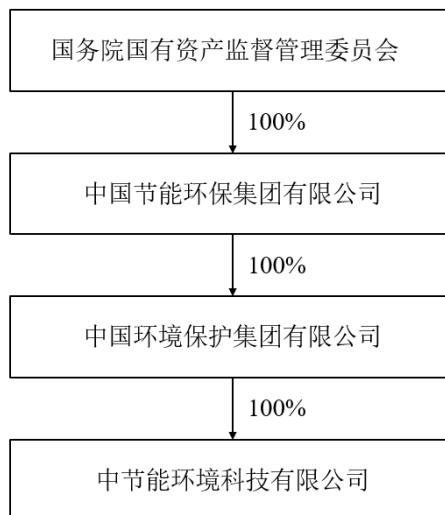 国务院国有资产监督管理委员会
100%
中国节能环保集团有限公司
100%
中国环境保护集团有限公司
100%
中节能环境科技有限公司